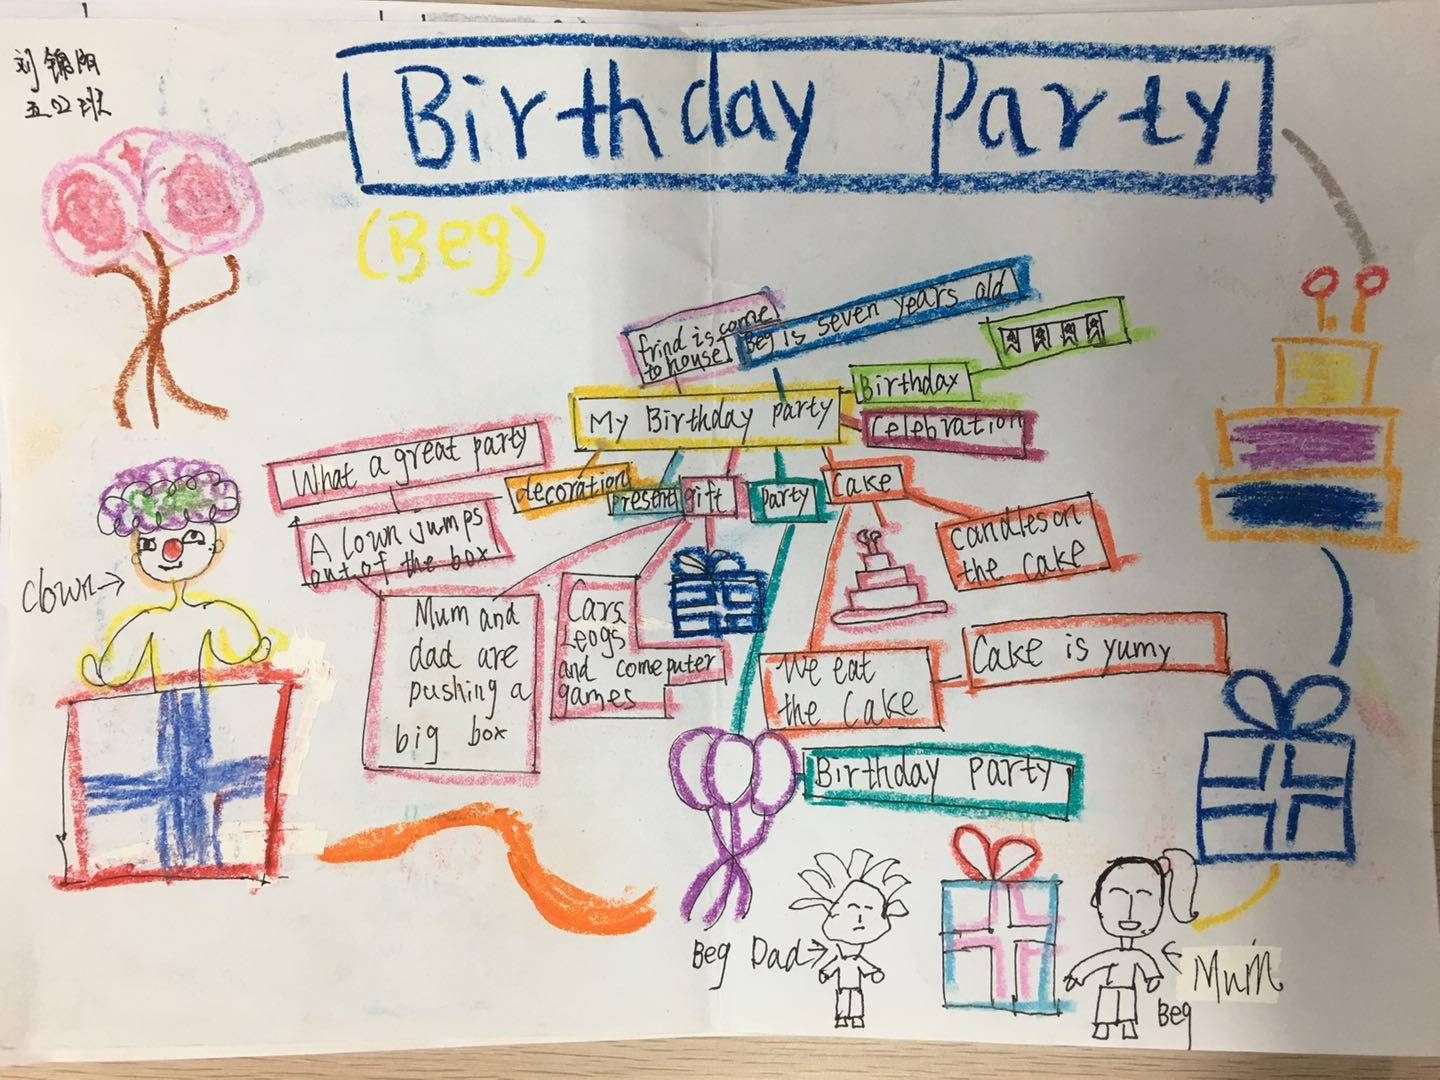 刘锦阳
五(2)班
Birthday Party
(Beg)
frind is come
to house
Beg is seven years old
Birthday
My Birthday party
celebration
What a great party
decoration
present
gift
party
Cake
A lown jumps
out of the box
candles on
the cake
Clown
Mum and
dad are
pushing a
big box
Cars
Leogs
and comeputer
games
We eat
the Cake
Cake is yumy
Birthday party
Beg Dad
Mum
Beg